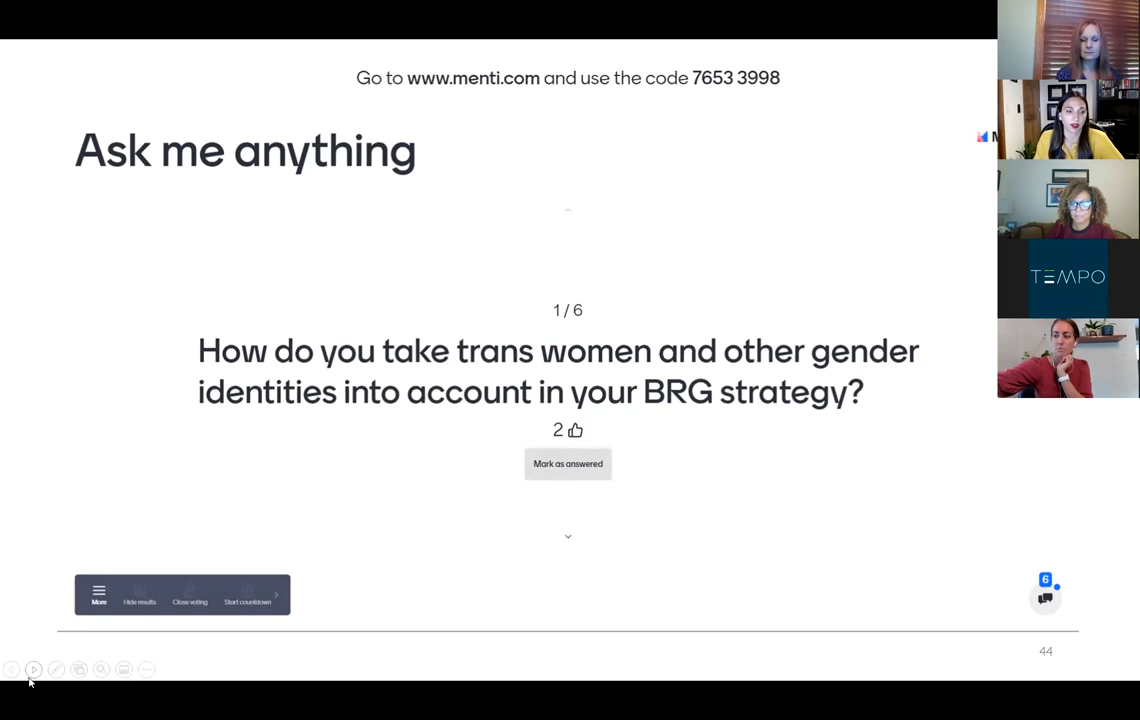 Go to www.menti.com and use the code 7653 3998
Ask me anything
M
TEMPO
1 / 6
How do you take trans women and other gender
identities into account in your BRG strategy?
2
Mark as answered
6
More
Hide results
Close voting
Start countdown
44